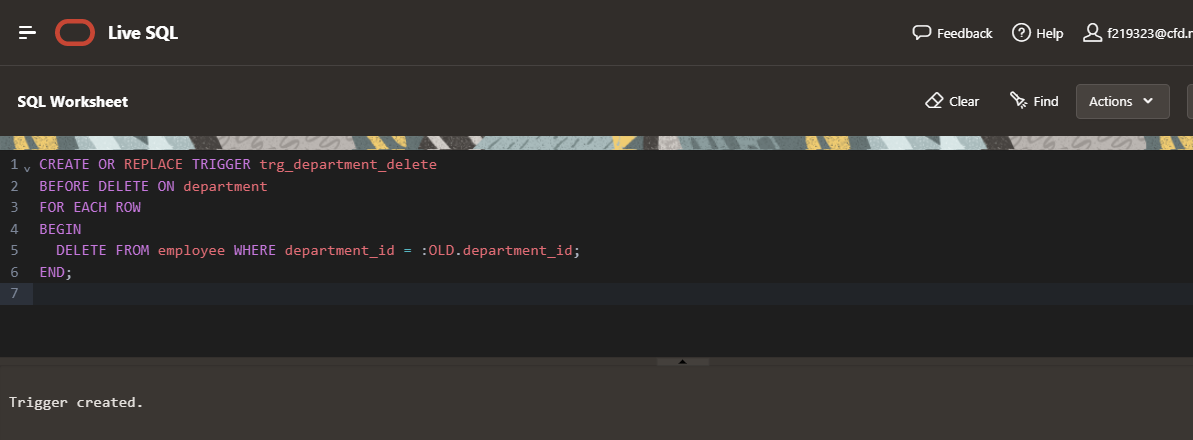 Live SQL
Feedback
Help
f219323@cfd.r
SQL Worksheet
Clear
Find
Actions
1 CREATE OR REPLACE TRIGGER trg_department_delete
2 BEFORE DELETE ON department
3 FOR EACH ROW
4 BEGIN
5   DELETE FROM employee WHERE department_id = :OLD.department_id;
6 END;
7
Trigger created.